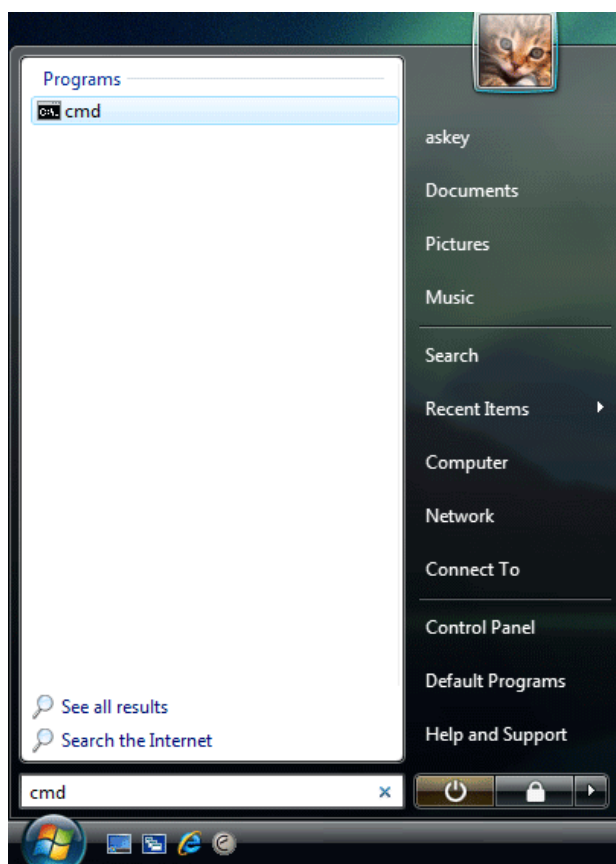 Programs
cmd
See all results
Search the Internet
cmd
askey
Documents
Pictures
Music
Search
Recent Items
Computer
Network
Connect To
Control Panel
Default Programs
Help and Support